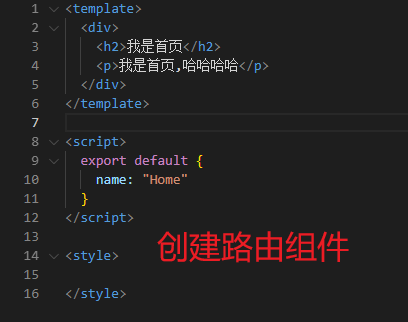 1 <template>
2 <div>
3 <h2>我是首页</h2>
4 <p>我是首页,哈哈哈哈</p>
5 </div>
6 </template>
7
8 <script>
9 export default {
10 name: "Home"
11 }
12 </script>
13
创建路由组件
14 <style>
15
16 </style>